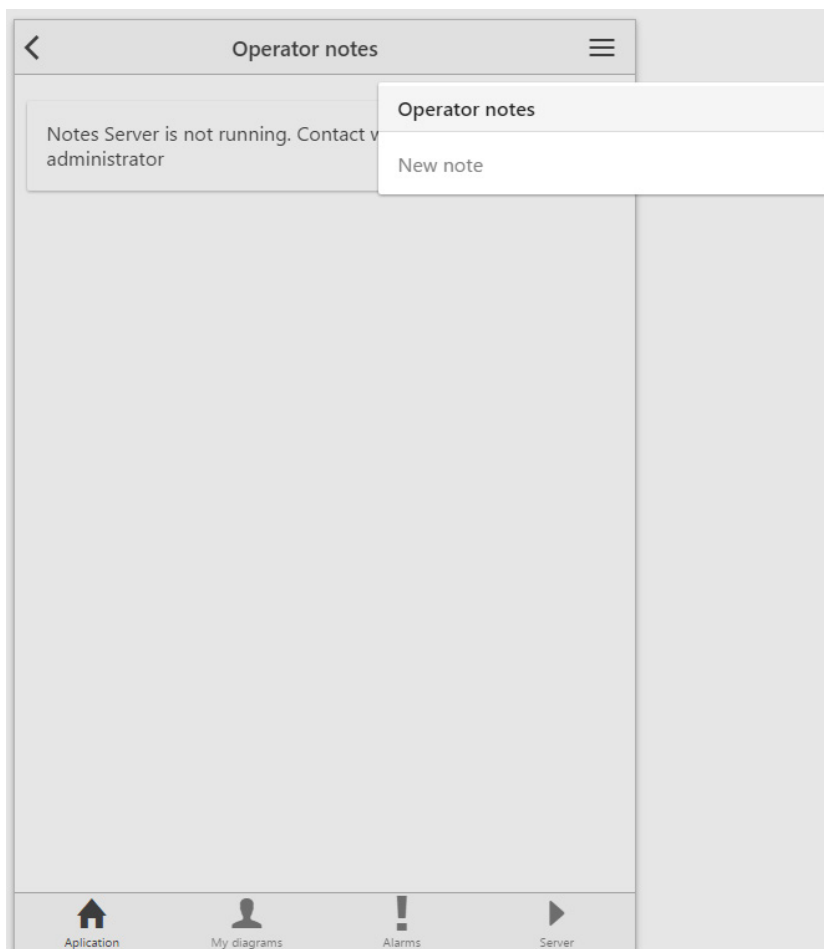 Operator notes
Operator notes
Notes Server is not running. Contact
administrator
New note
Aplication
My diagrams
Alarms
Server